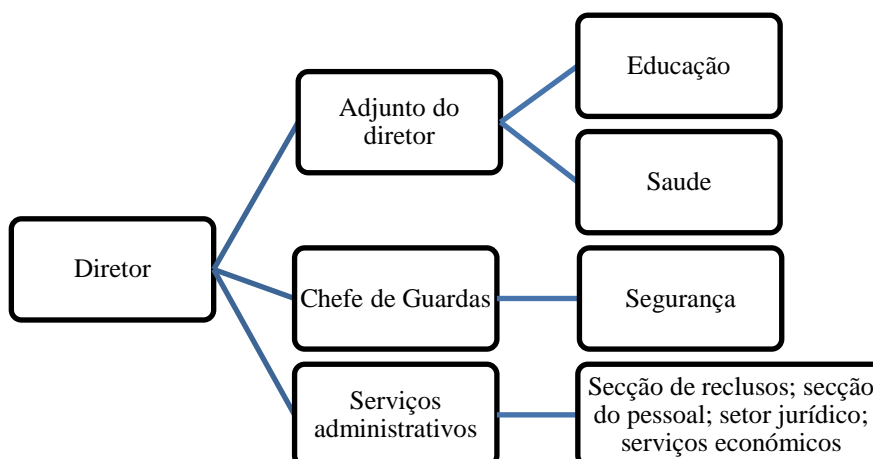 Diretor
Adjunto do
diretor
Educação
Saude
Chefe de Guardas
Segurança
Serviços
administrativos
Secção de reclusos; secção
do pessoal; setor jurídico;
serviços económicos